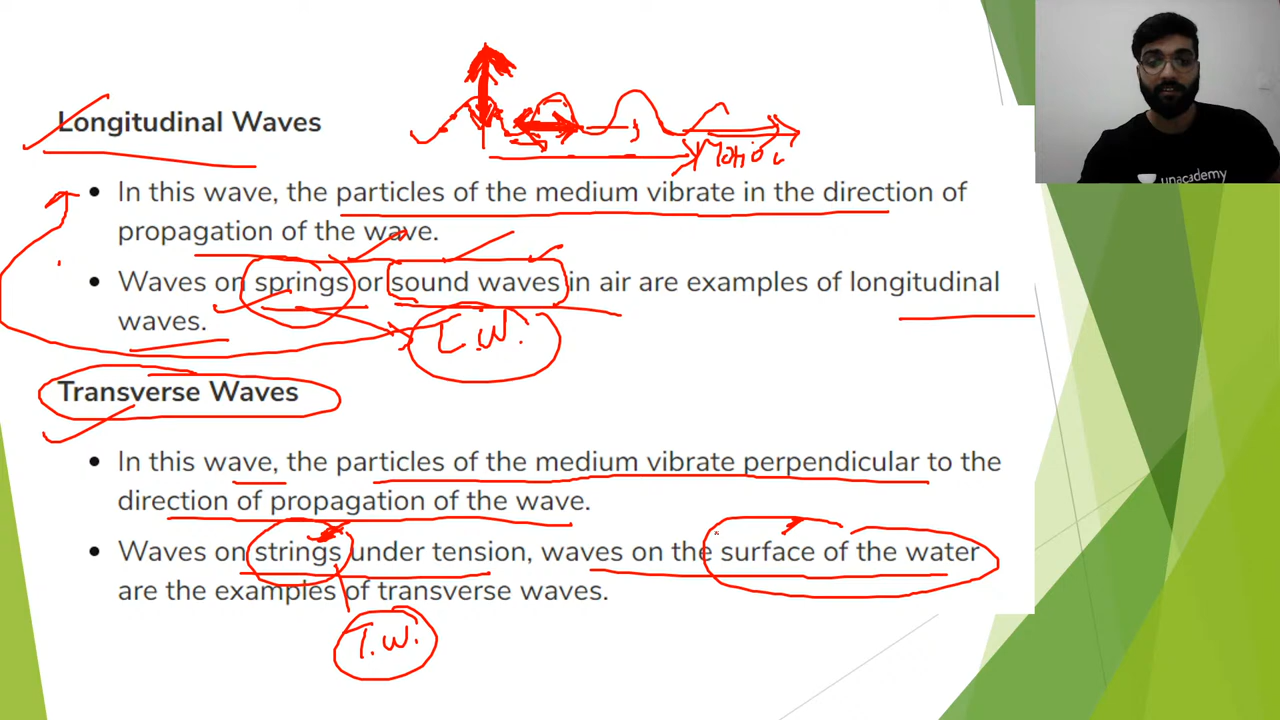 Motion
unacademy
Longitudinal Waves
• In this wave, the particles of the medium vibrate in the direction of
propagation of the wave.
• Waves on springs or sound waves in air are examples of longitudinal
waves.
L.W.
Transverse Waves
• In this wave, the particles of the medium vibrate perpendicular to the
direction of propagation of the wave.
• Waves on strings under tension, waves on the surface of the water
are the examples of transverse waves.
T.W.